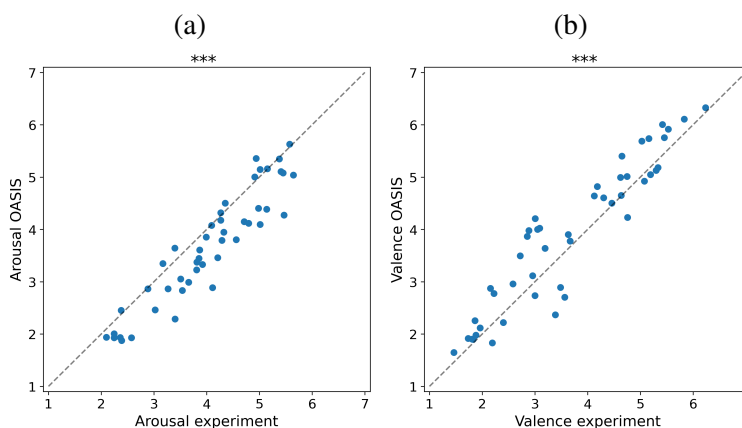 (a)
***
7
6
5
4
3
2
1
Arousal OASIS
1 2 3 4 5 6 7
Arousal experiment
(b)
***
7
6
5
4
3
2
1
Valence OASIS
1 2 3 4 5 6
Valence experiment